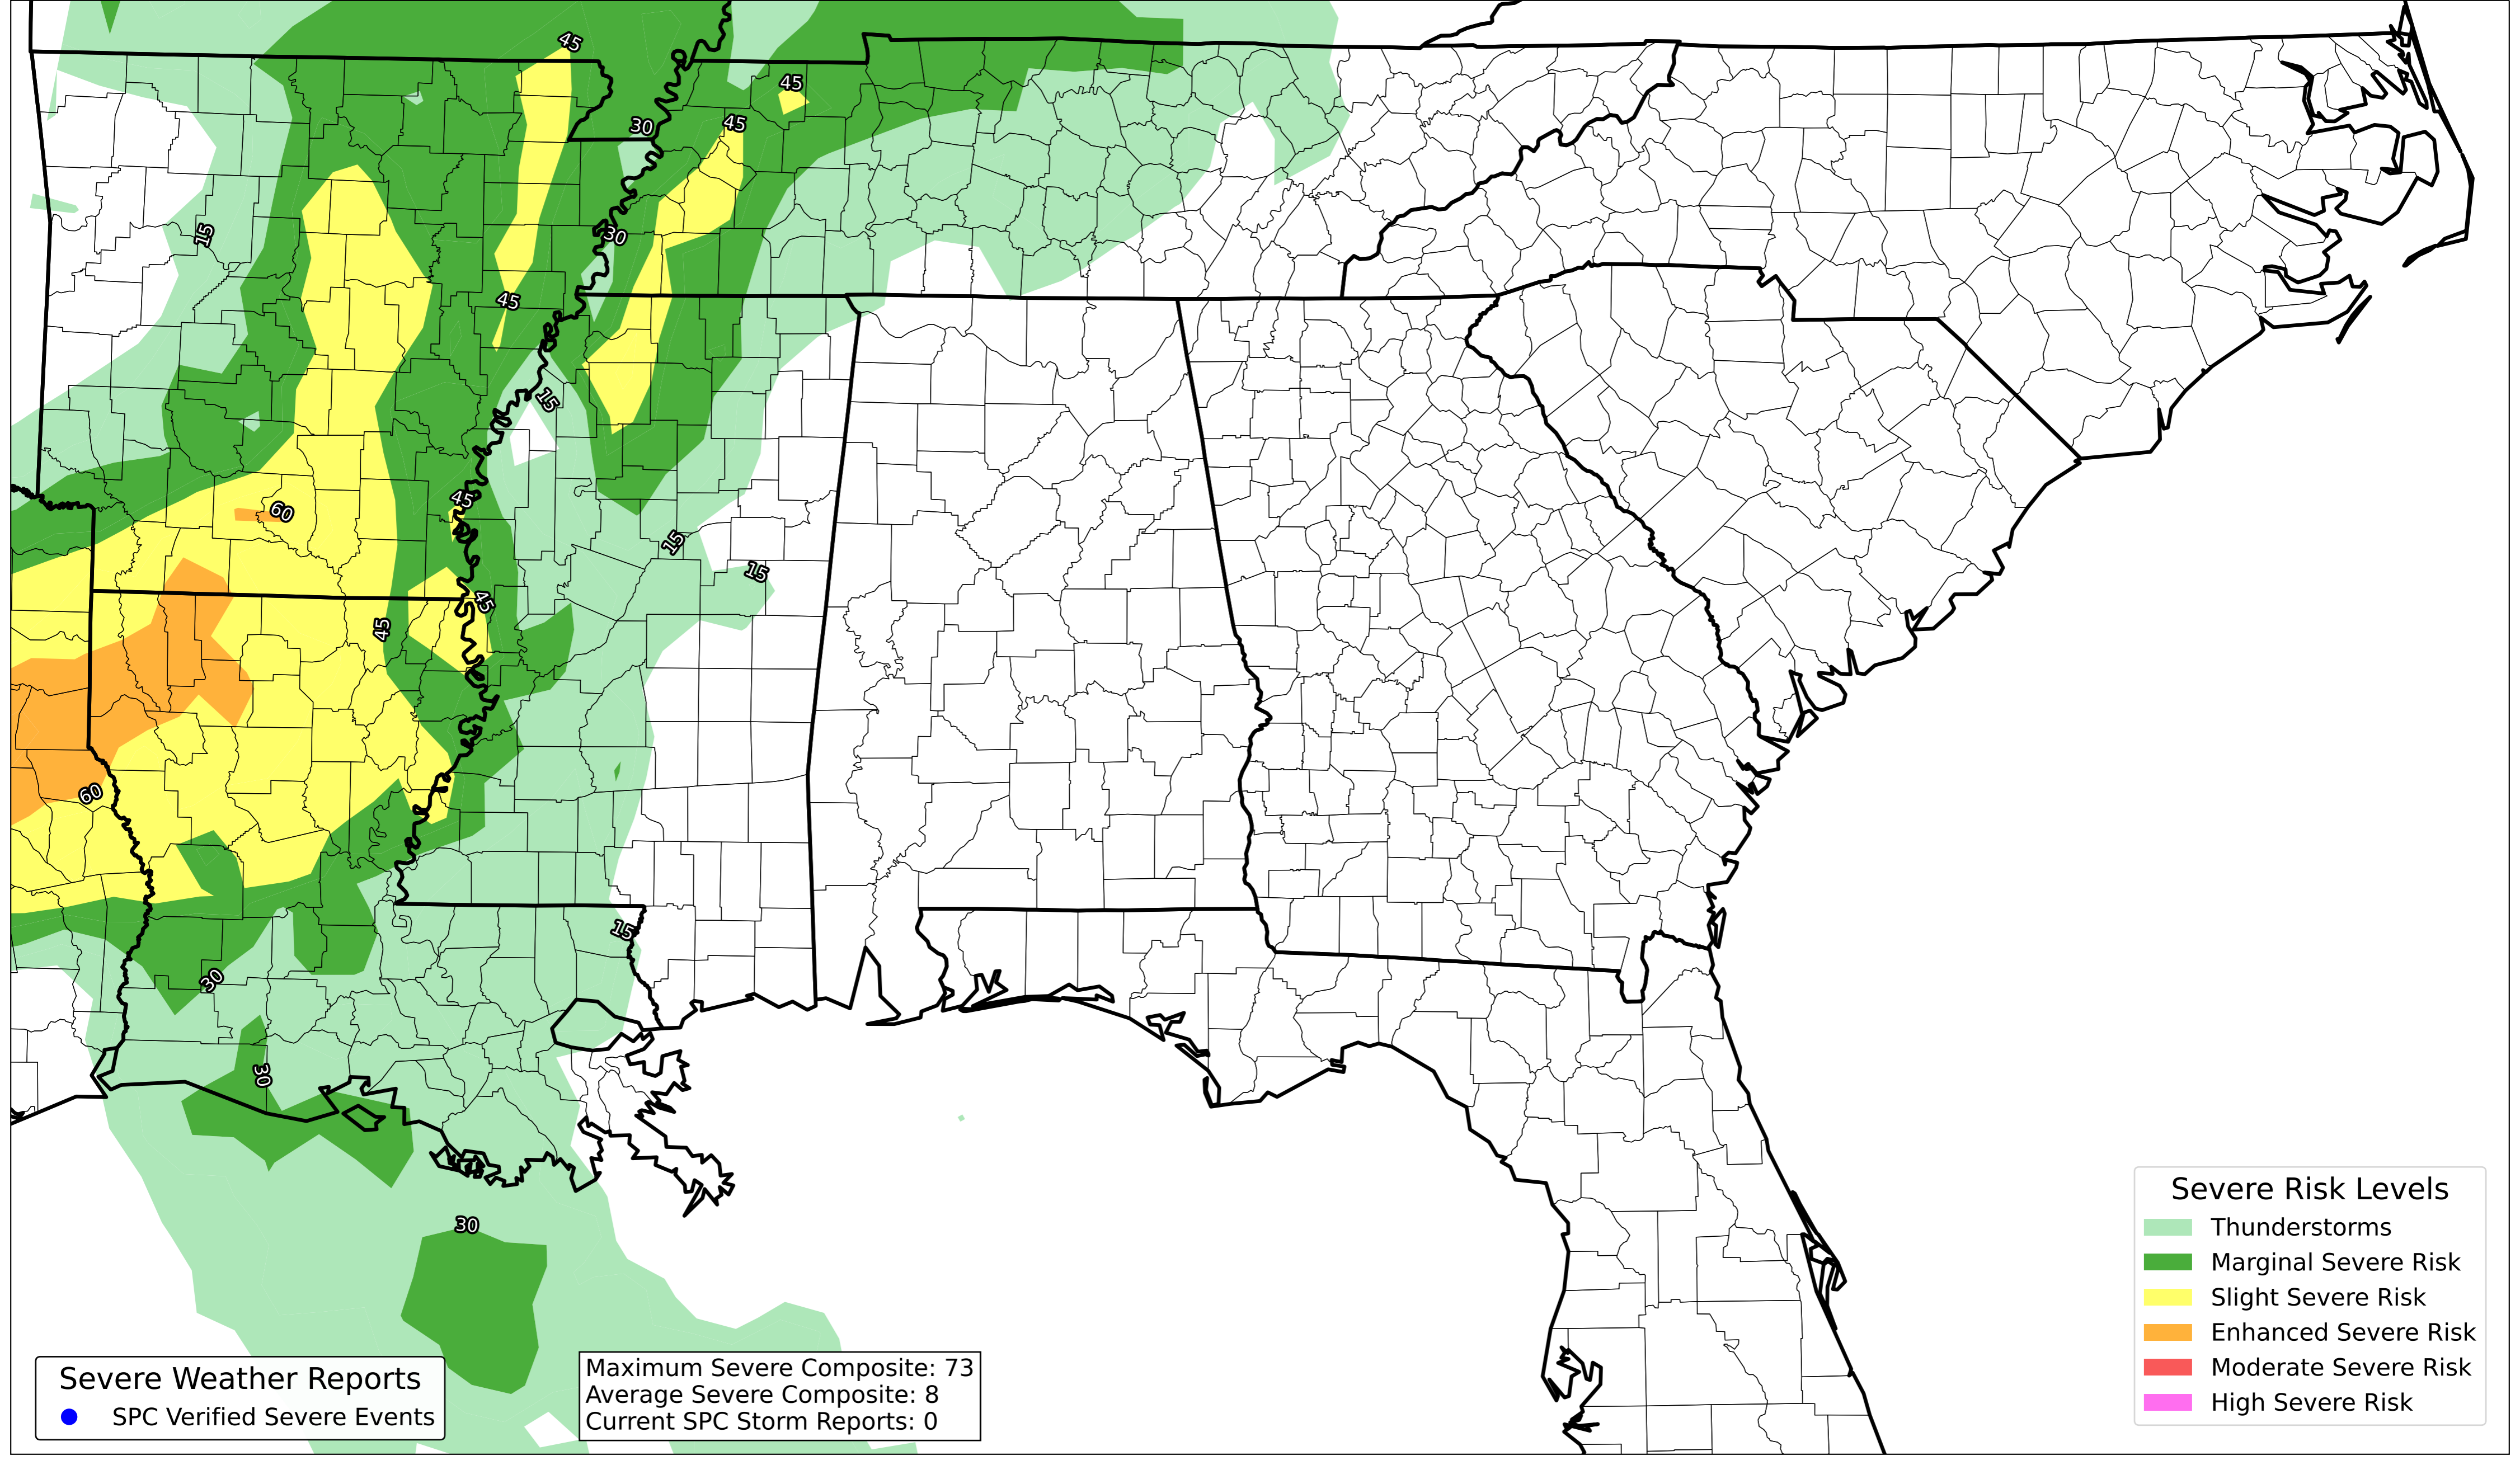 45
45
30
45
15
30
45
15
45
60
15
15
45
45
60
15
30
30
30
Severe Risk Levels
Thunderstorms
Marginal Severe Risk
Slight Severe Risk
Enhanced Severe Risk
Moderate Severe Risk
High Severe Risk
Severe Weather Reports
SPC Verified Severe Events
Maximum Severe Composite: 73
Average Severe Composite: 8
Current SPC Storm Reports: 0